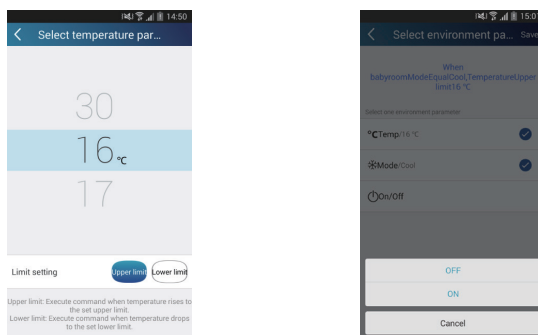 14:50
Select temperature par...
30
16 °C
17
Limit setting
Upper limit
Lower limit
Upper limit: Execute command when temperature rises to
the set upper limit.
Lower limit: Execute command when temperature drops
to the set lower limit.
15:01
Select environment pa... Save
When
babyroomModeEqualCool,TemperatureUpper
limit16 °C
Select one environment parameter
°C Temp/16 °C
Mode/Cool
On/Off
OFF
ON
Cancel